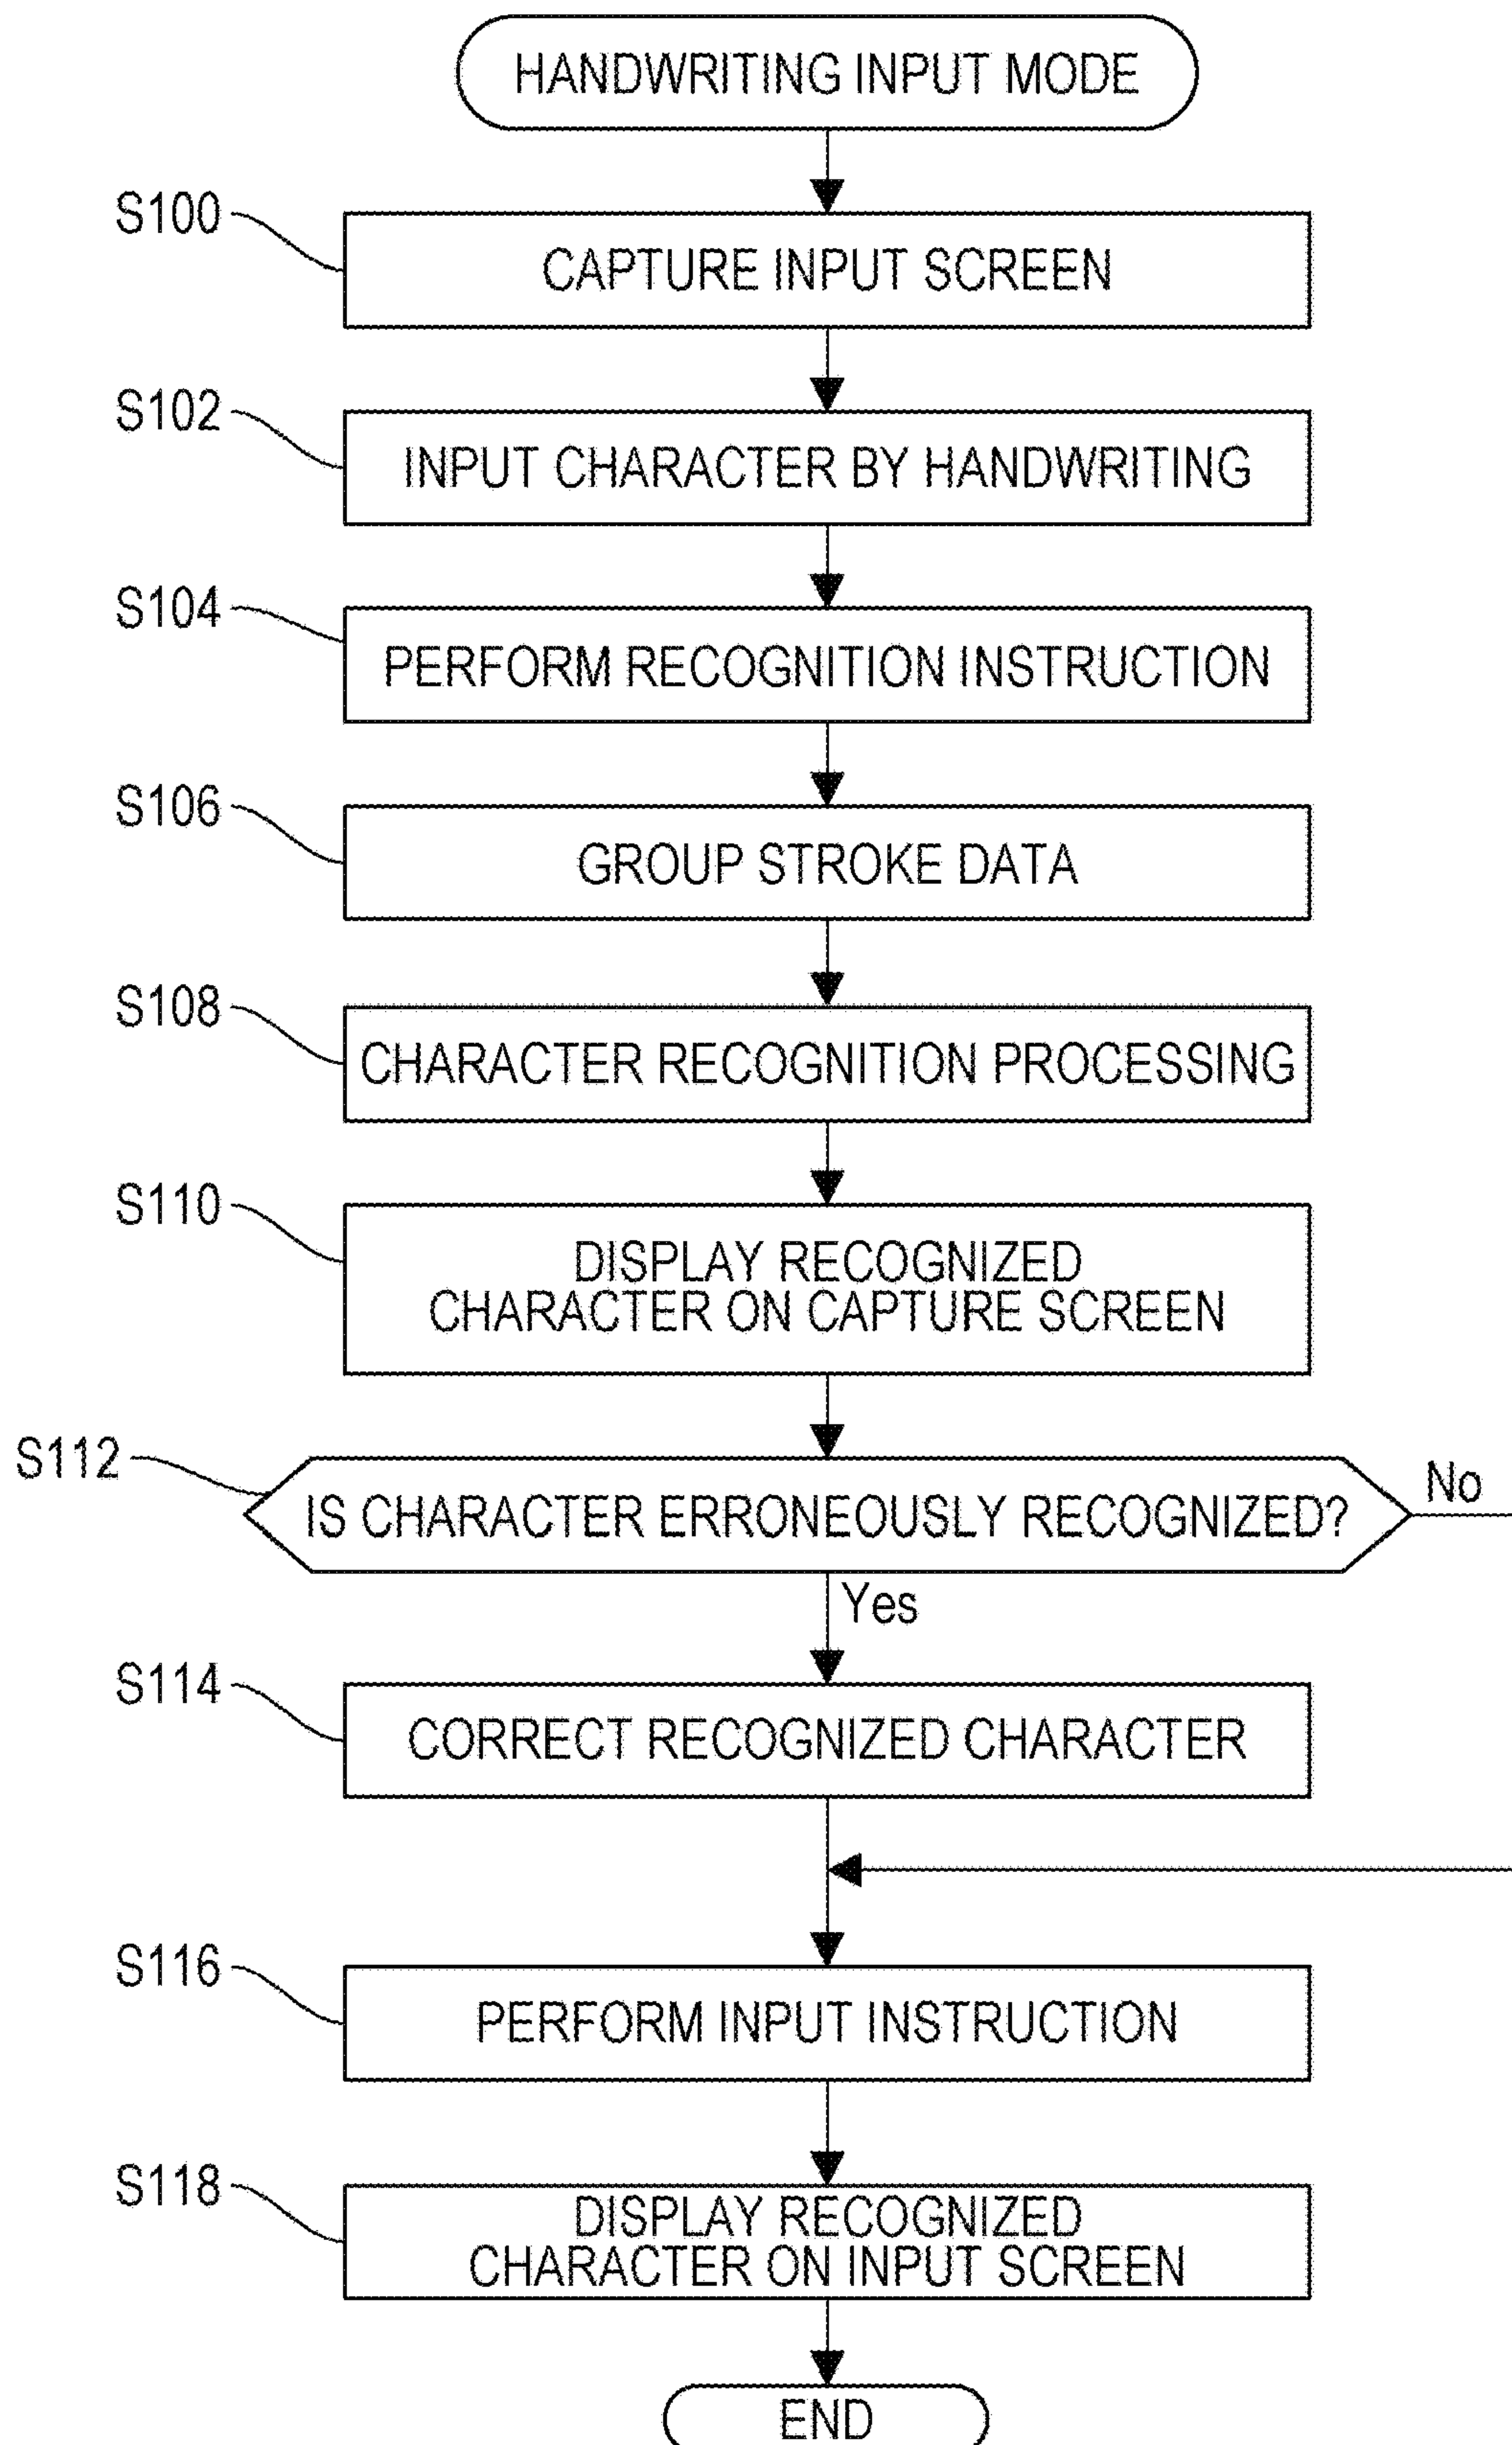 HANDWRITING INPUT MODE
S100
CAPTURE INPUT SCREEN
S102
INPUT CHARACTER BY HANDWRITING
S104
PERFORM RECOGNITION INSTRUCTION
S106
GROUP STROKE DATA
S108
CHARACTER RECOGNITION PROCESSING
S110
DISPLAY RECOGNIZED
CHARACTER ON CAPTURE SCREEN
S112
IS CHARACTER ERRONEOUSLY RECOGNIZED?
No
Yes
S114
CORRECT RECOGNIZED CHARACTER
S116
PERFORM INPUT INSTRUCTION
S118
DISPLAY RECOGNIZED
CHARACTER ON INPUT SCREEN
END